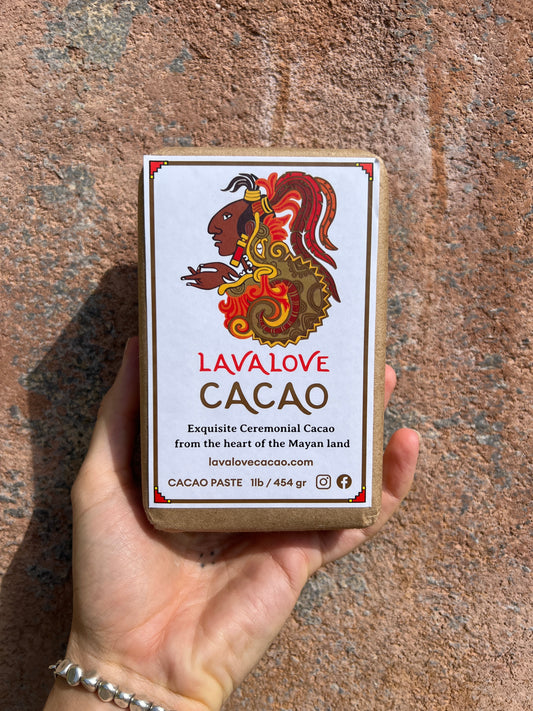 LAVALOVE
CACAO
Exquisite Ceremonial Cacao
from the heart of the Mayan land
lavalovecacao.com
CACAO PASTE 1lb / 454 gr